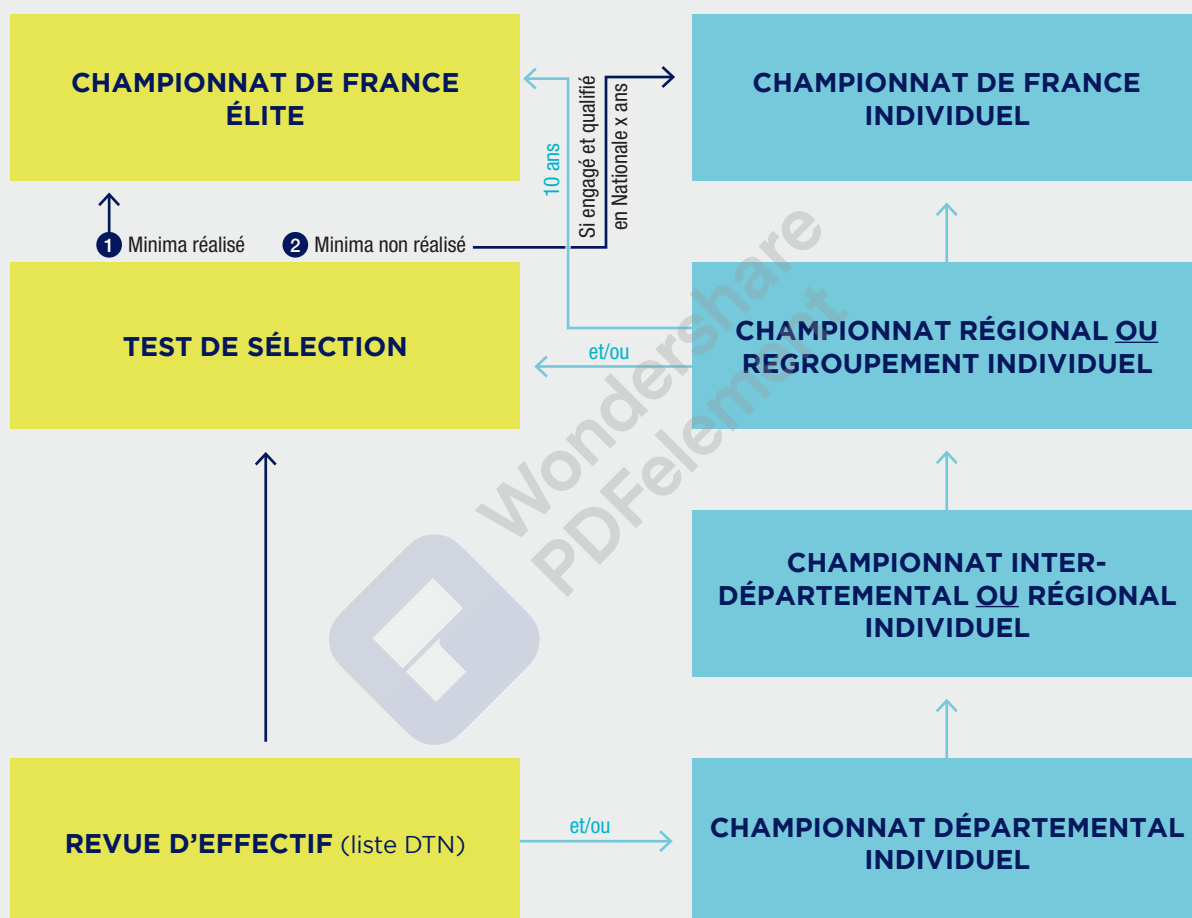 CHAMPIONNAT DE FRANCE
ÉLITE
10 ans
Si engagé et qualifié
en Nationale x ans
CHAMPIONNAT DE FRANCE
INDIVIDUEL
1 Minima réalisé
2 Minima non réalisé
TEST DE SÉLECTION
et/ou
CHAMPIONNAT RÉGIONAL OU
REGROUPEMENT INDIVIDUEL
Wondershare
PDFelement
CHAMPIONNAT INTER-
DÉPARTEMENTAL OU RÉGIONAL
INDIVIDUEL
REVUE D’EFFECTIF (liste DTN)
et/ou
CHAMPIONNAT DÉPARTEMENTAL
INDIVIDUEL